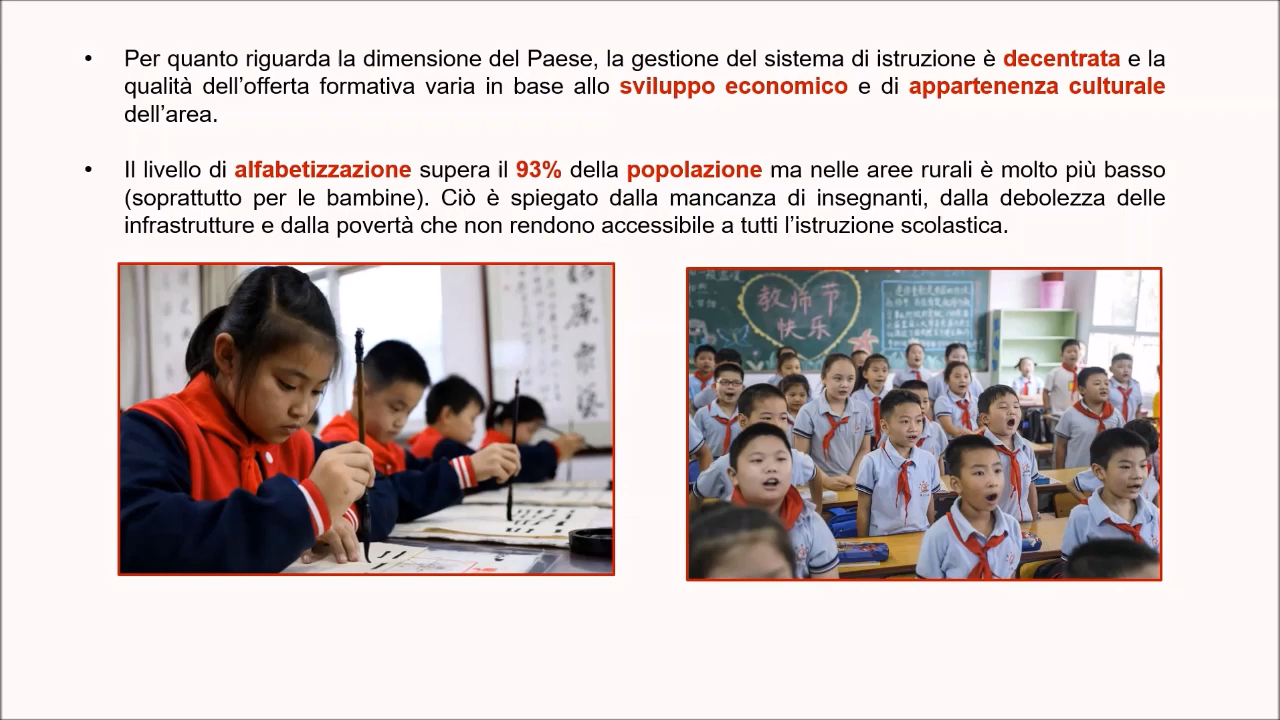 • Per quanto riguarda la dimensione del Paese, la gestione del sistema di istruzione è decentrata e la
qualità dell’offerta formativa varia in base allo sviluppo economico e di appartenenza culturale
dell’area.
• Il livello di alfabetizzazione supera il 93% della popolazione ma nelle aree rurali è molto più basso
(soprattutto per le bambine). Ciò è spiegato dalla mancanza di insegnanti, dalla debolezza delle
infrastrutture e dalla povertà che non rendono accessibile a tutti l’istruzione scolastica.
教师节
快乐